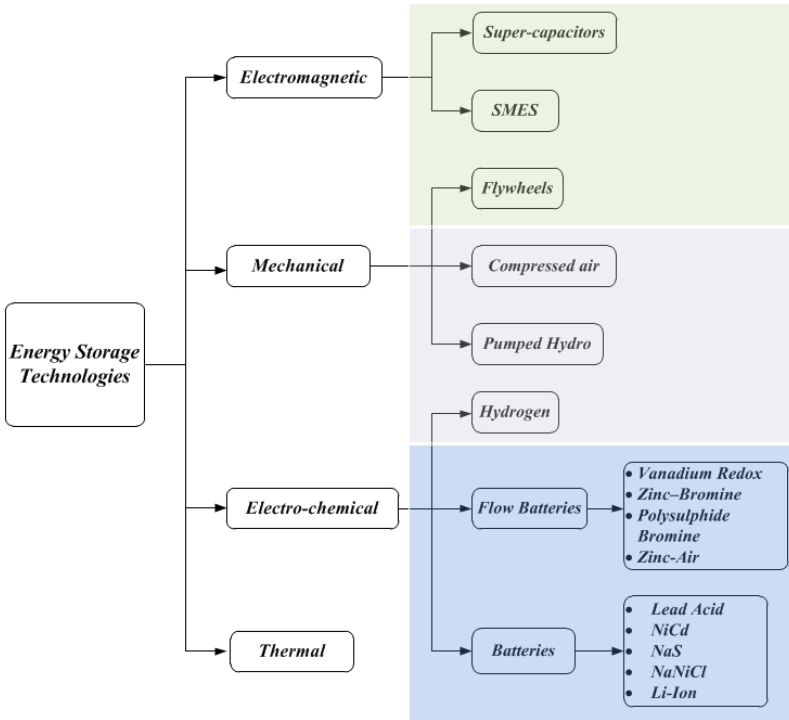 Super-capacitors
Electromagnetic
SMES
Flywheels
Mechanical
Compressed air
Energy Storage
Technologies
Pumped Hydro
Hydrogen
Electro-chemical
Flow Batteries
• Vanadium Redox
• Zinc–Bromine
• Polysulphide
Bromine
• Zinc-Air
Thermal
Batteries
• Lead Acid
• NiCd
• NaS
• NaNiCl
• Li-Ion